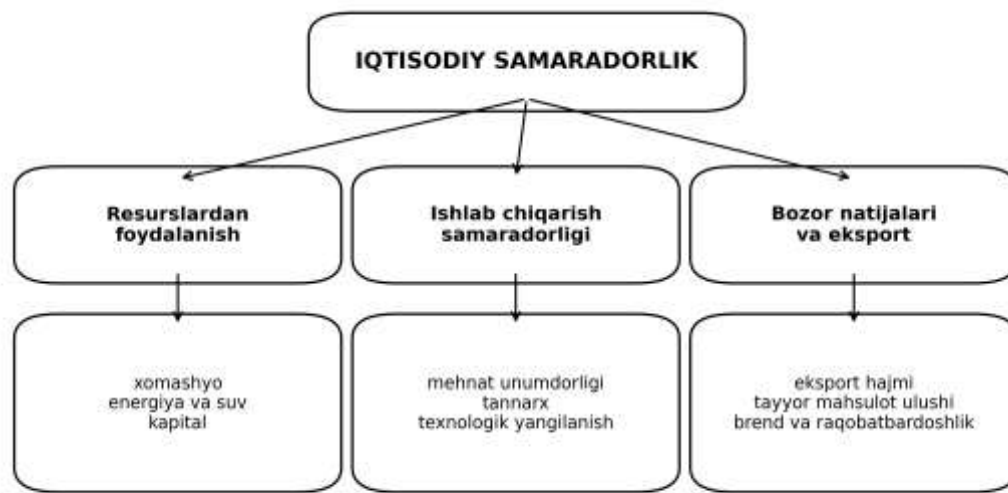 IQTISODIY SAMARADORLIK
Resurslardan
foydalanish
Ishlab chiqarish
samaradorligi
Bozor natijalari
va eksport
xomashyo
energiya va suv
kapital
mehnat unumdorligi
tannarx
texnologik yangilanish
eksport hajmi
tayyor mahsulot ulushi
brend va raqobatbardoshlik